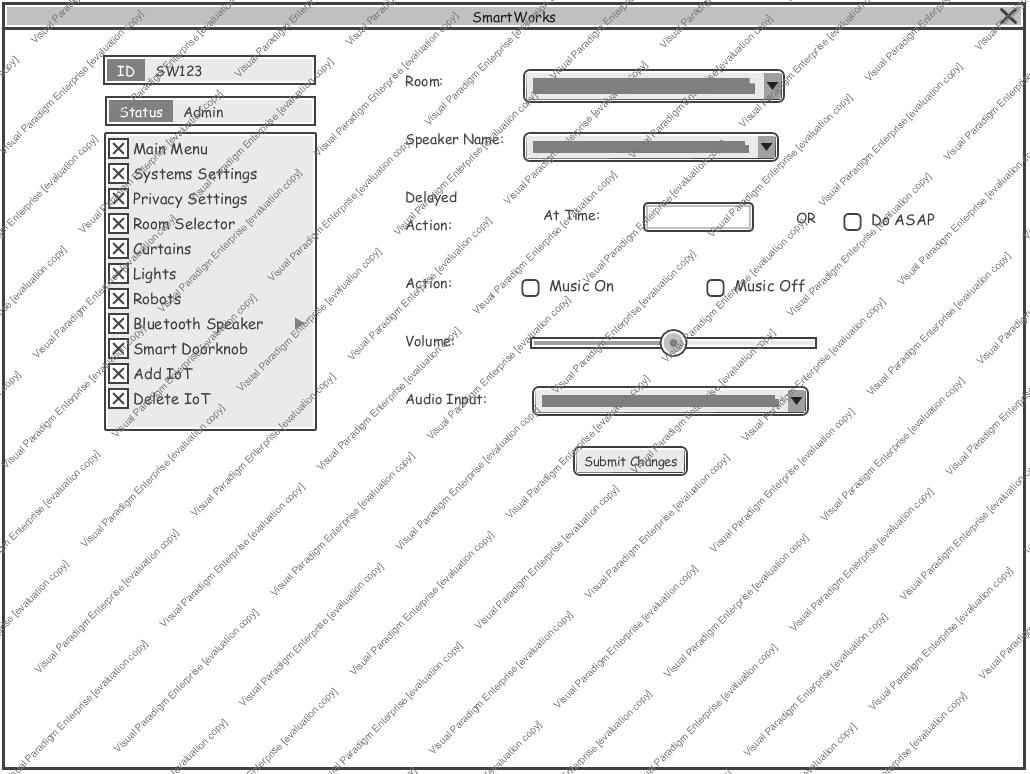 SmartWorks
ID SW123
Status Admin
Main Menu
Systems Settings
Privacy Settings
Room Selector
Curtains
Lights
Robots
Bluetooth Speaker
Smart Doorknob
Add IoT
Delete IoT
Room:
Speaker Name:
Delayed
Action:
At Time:
OR
Do ASAP
Action:
Music On
Music Off
Volume:
Audio Input:
Submit Changes
Visual Paradigm Enterprise [evaluation copy]